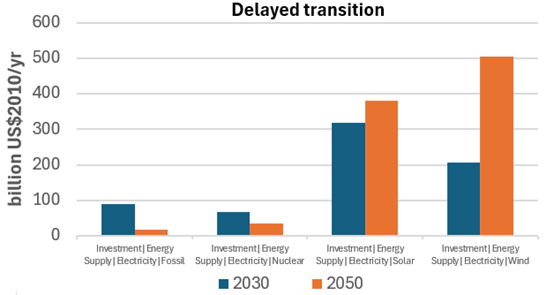 Delayed transition
billion US$2010/yr
600
500
400
300
200
100
0
Investment|Energy
Supply|Electricity|Fossil
Investment|Energy
Supply|Electricity|Nuclear
Investment|Energy
Supply|Electricity|Solar
Investment|Energy
Supply|Electricity|Wind
2030 2050